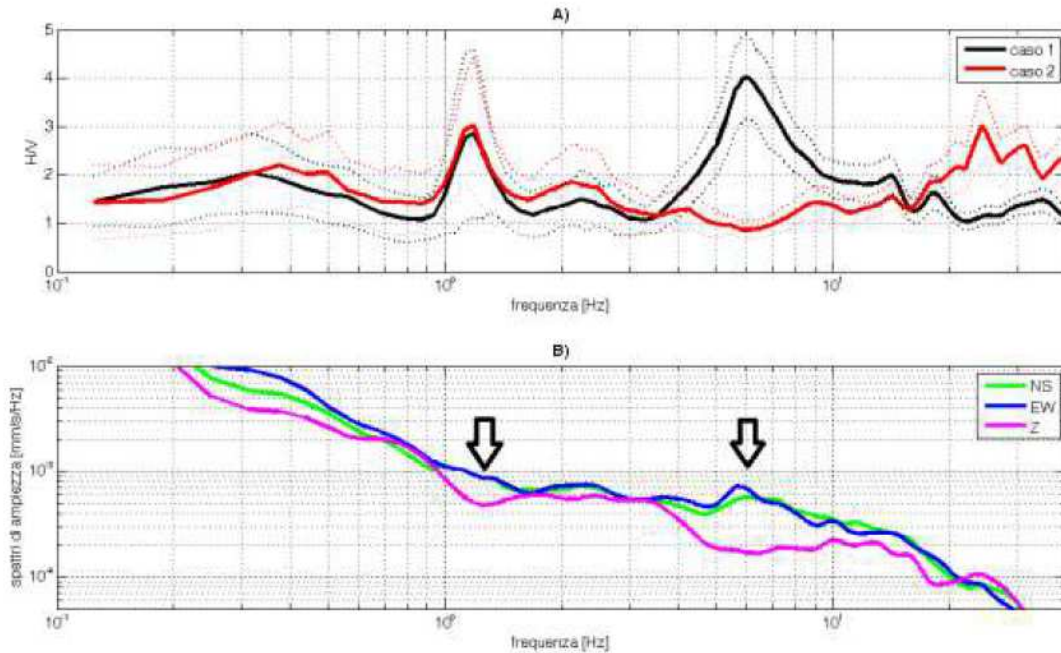 A)
5
4
3
2
1
0
H/V
caso 1
caso 2
10⁻¹
10⁰
10¹
frequenza [Hz]
B)
10⁻²
10⁻³
10⁻⁴
spettri di ampiezza [mm/s/Hz]
NS
EW
Z
10⁻¹
10⁰
10¹
frequenza [Hz]